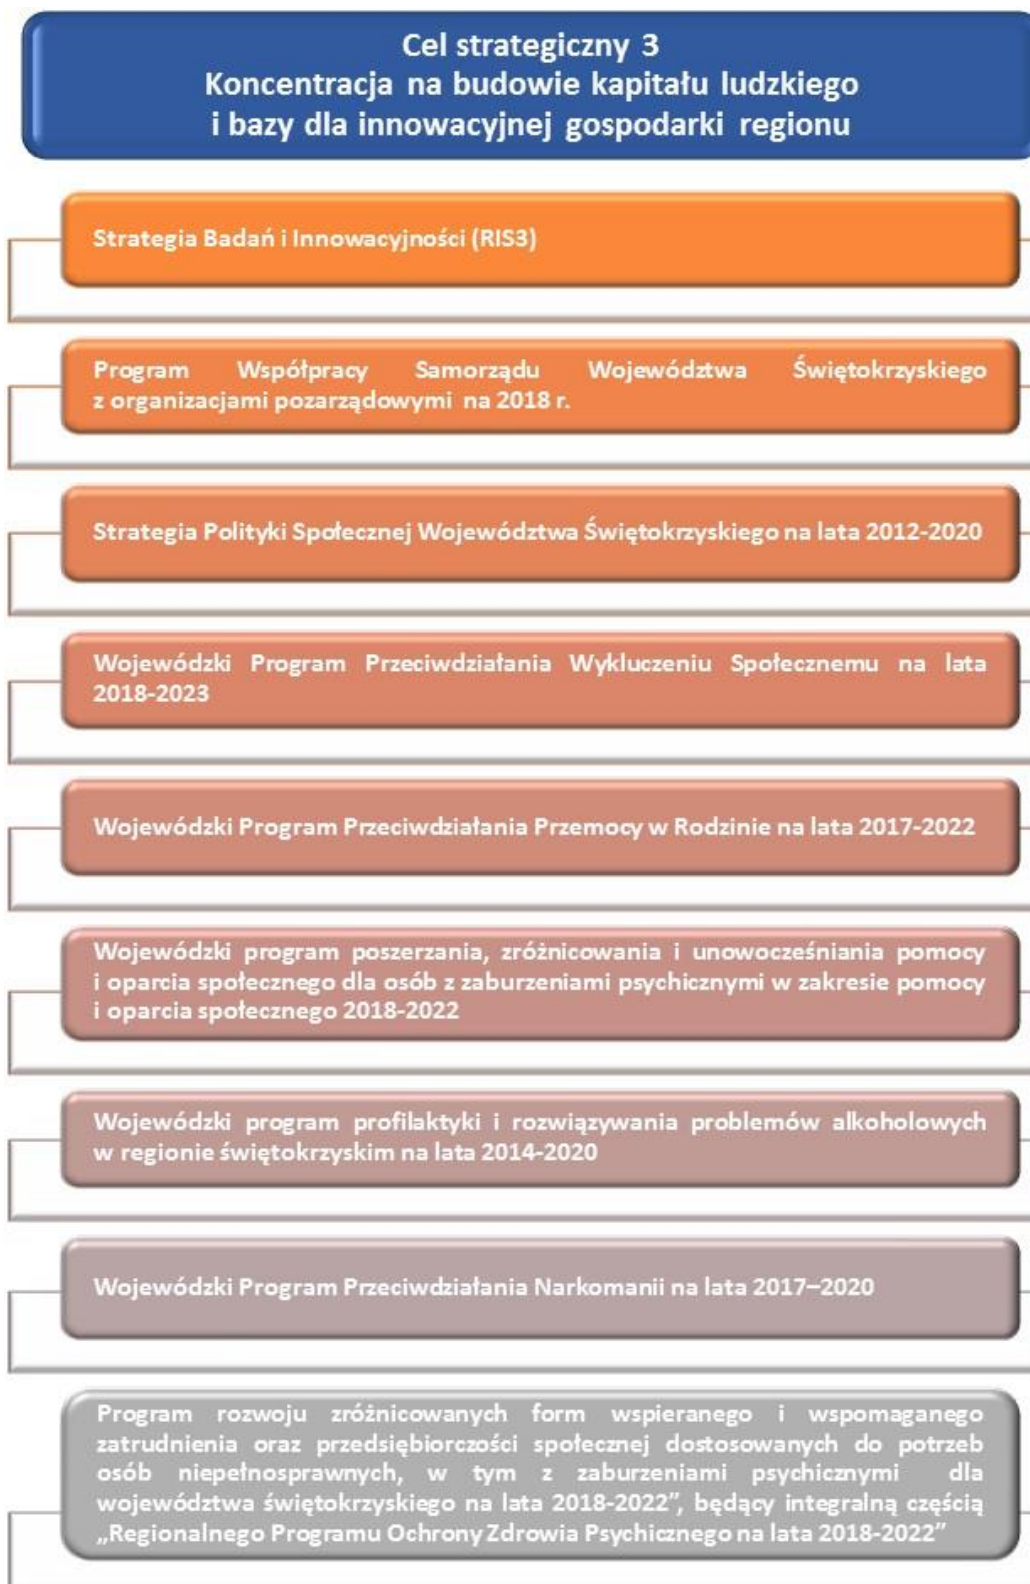 Cel strategiczny 3
Koncentracja na budowie kapitału ludzkiego
i bazy dla innowacyjnej gospodarki regionu
Strategia Badań i Innowacyjności (RIS3)
Program Współpracy Samorządu Województwa Świętokrzyskiego
z organizacjami pozarządowymi na 2018 r.
Strategia Polityki Społecznej Województwa Świętokrzyskiego na lata 2012-2020
Wojewódzki Program Przeciwdziałania Wykluczeniu Społecznemu na lata
2018-2023
Wojewódzki Program Przeciwdziałania Przemocy w Rodzinie na lata 2017-2022
Wojewódzki program poszerzania, zróżnicowania i unowocześniania pomocy
i oparcia społecznego dla osób z zaburzeniami psychicznymi w zakresie pomocy
i oparcia społecznego 2018-2022
Wojewódzki program profilaktyki i rozwiązywania problemów alkoholowych
w regionie świętokrzyskim na lata 2014-2020
Wojewódzki Program Przeciwdziałania Narkomanii na lata 2017–2020
Program rozwoju zróżnicowanych form wspieranego i wspomaganego
zatrudnienia oraz przedsiębiorczości społecznej dostosowanych do potrzeb
osób niepełnosprawnych, w tym z zaburzeniami psychicznymi dla
województwa świętokrzyskiego na lata 2018-2022”, będący integralną częścią
„Regionalnego Programu Ochrony Zdrowia Psychicznego na lata 2018-2022”